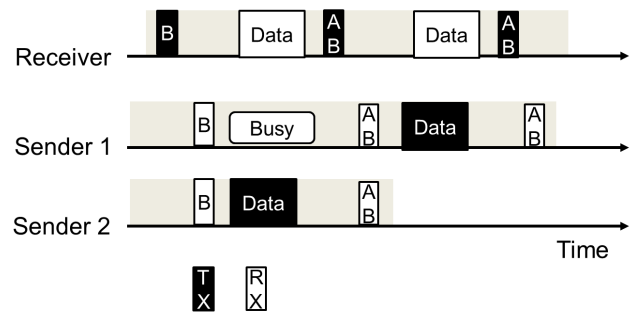 B Data A B Data A B
Receiver
B Busy A B Data A B
Sender 1
B Data A B
Sender 2
Time
T X R X